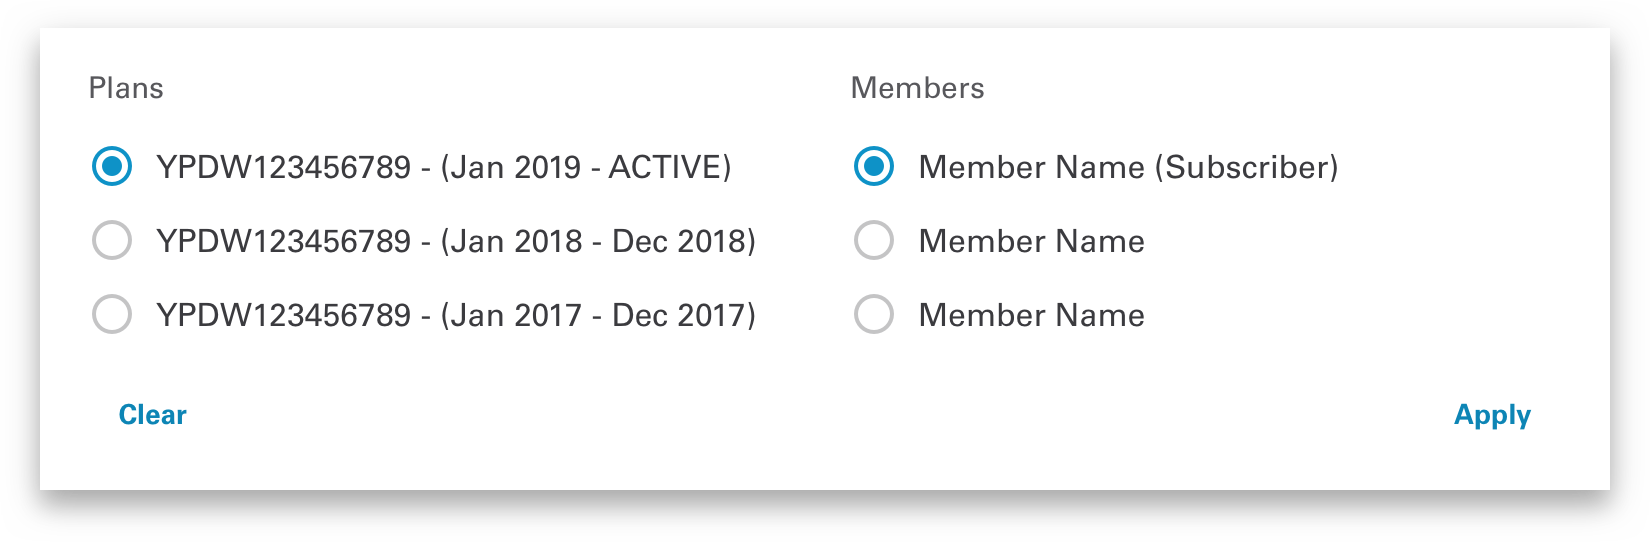 Plans
YPDW123456789 - (Jan 2019 - ACTIVE)
YPDW123456789 - (Jan 2018 - Dec 2018)
YPDW123456789 - (Jan 2017 - Dec 2017)
Members
Member Name (Subscriber)
Member Name
Member Name
Clear
Apply